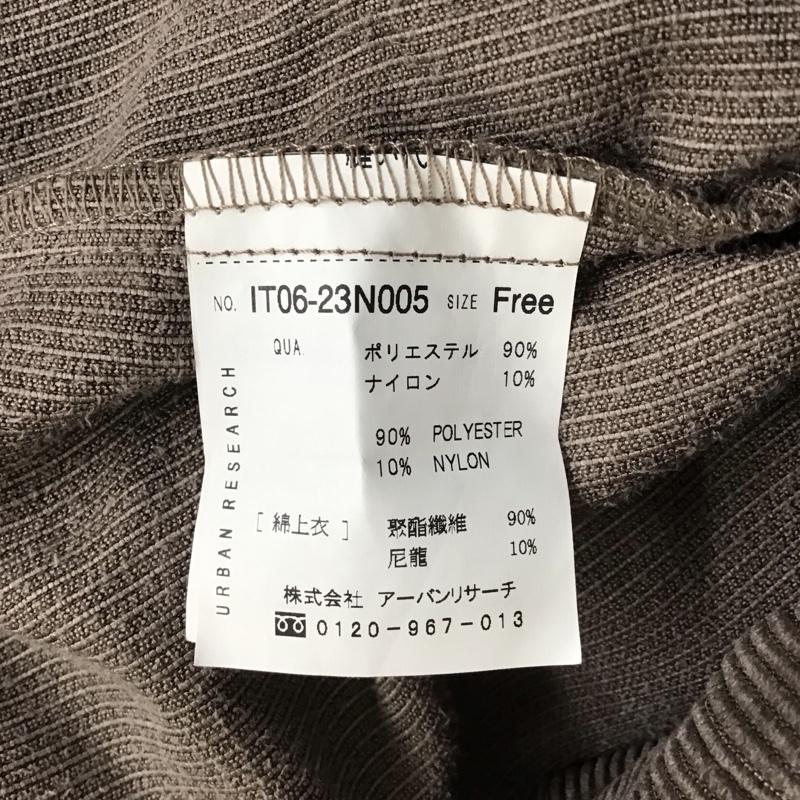 NO. IT06-23N005 SIZE Free
QUA ポリエステル 90%
ナイロン 10%
90% POLYESTER
10% NYLON
[ 綿上衣 ] 聚酯纖維 90%
尼龍 10%
株式会社 アーバンリサーチ
0120-967-013
URBAN RESEARCH